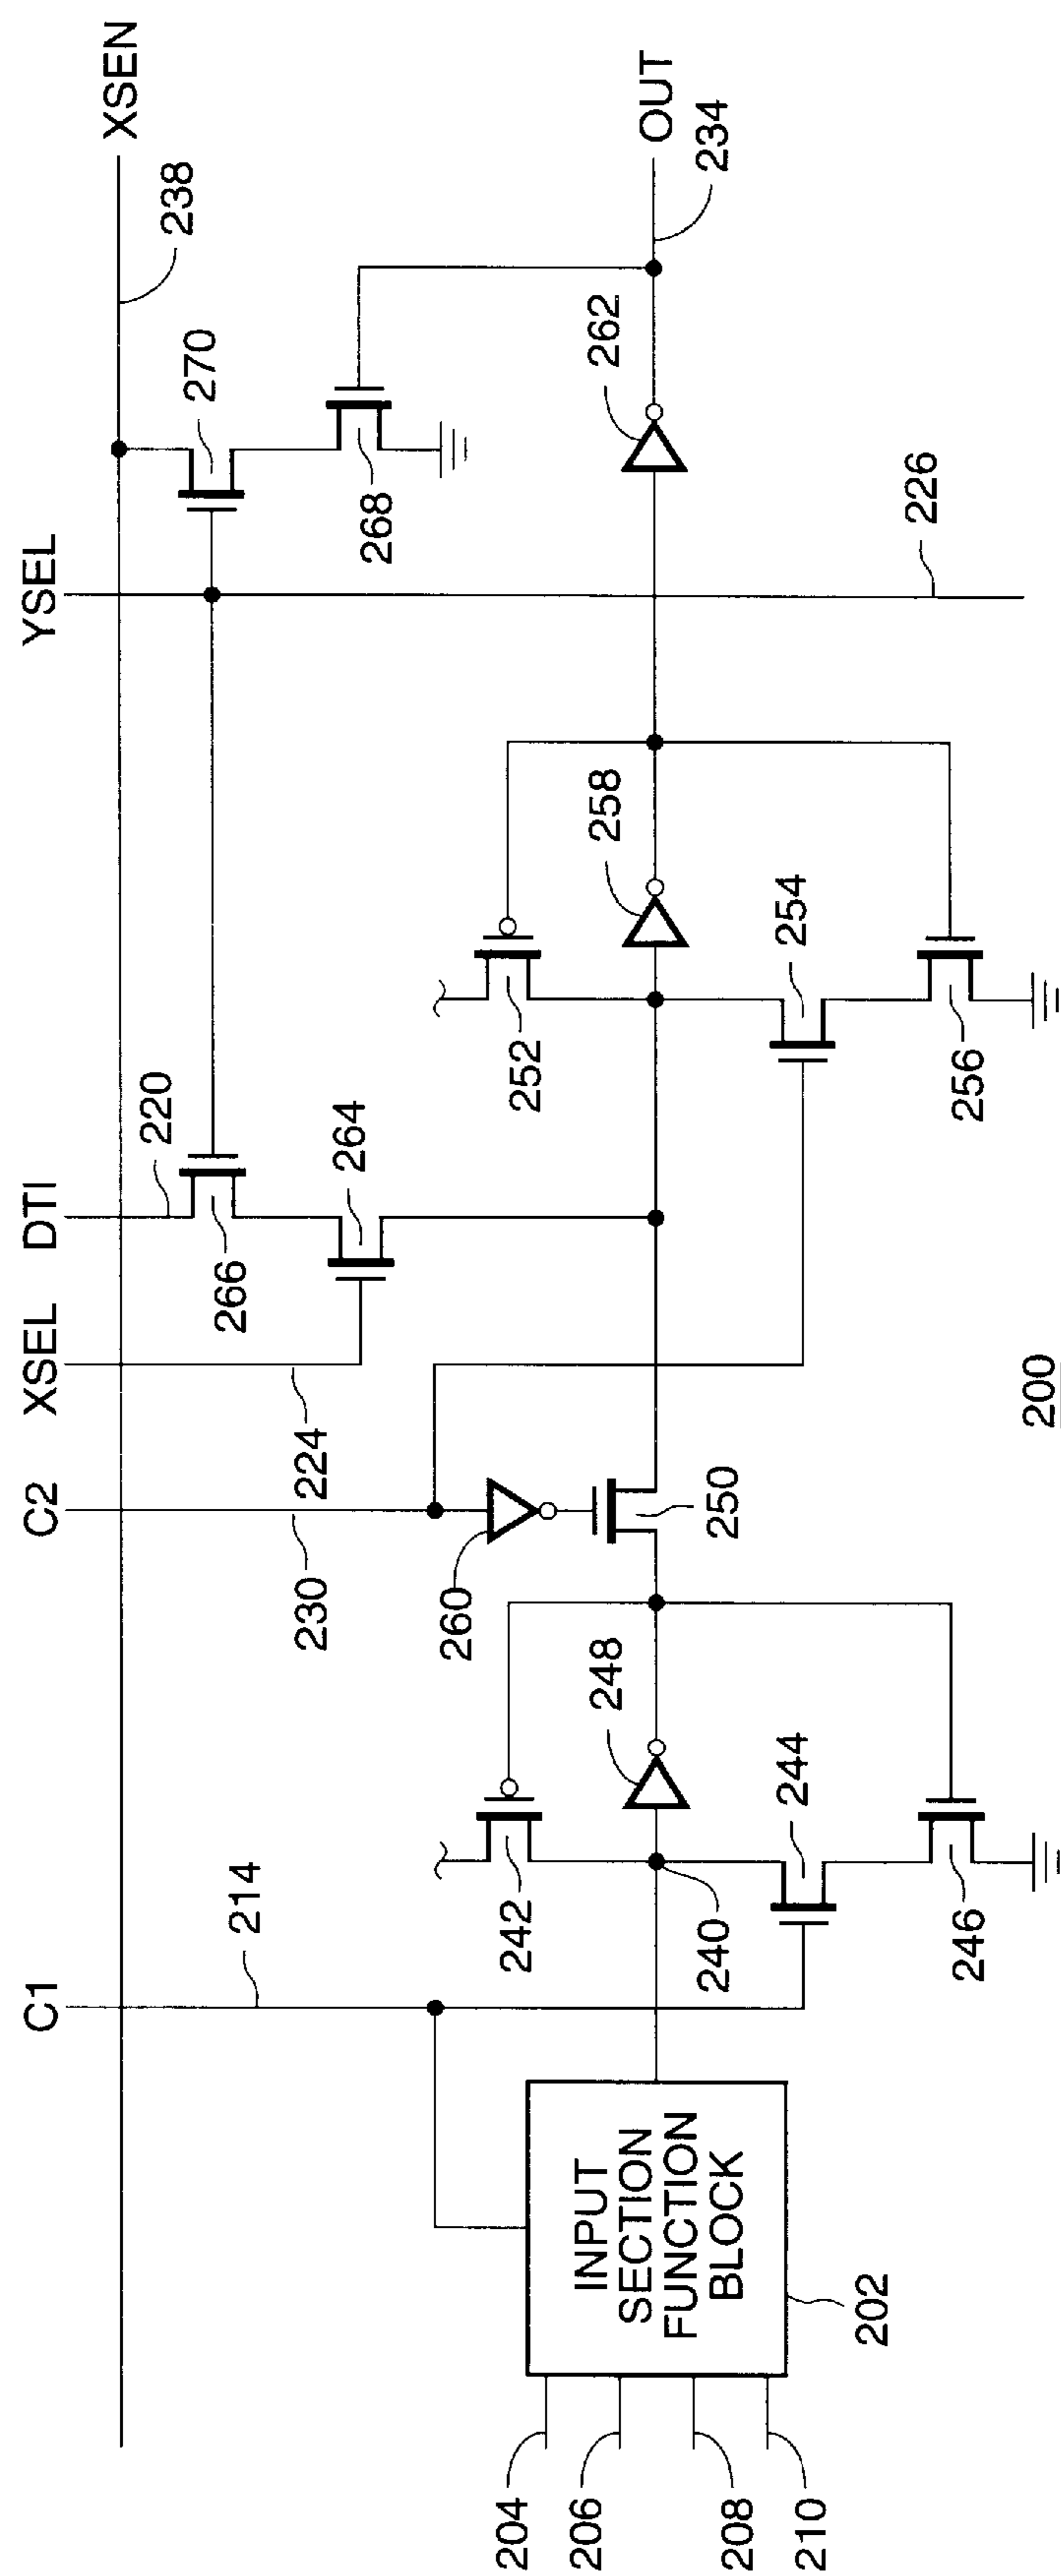 XSEN
238
OUT
234
270
268
262
YSEL
226
258
252
254
256
DTI
220
266
264
XSEL
224
C2
230
260
250
200
248
242
240
244
246
C1
214
INPUT
SECTION
FUNCTION
BLOCK
202
204
206
208
210